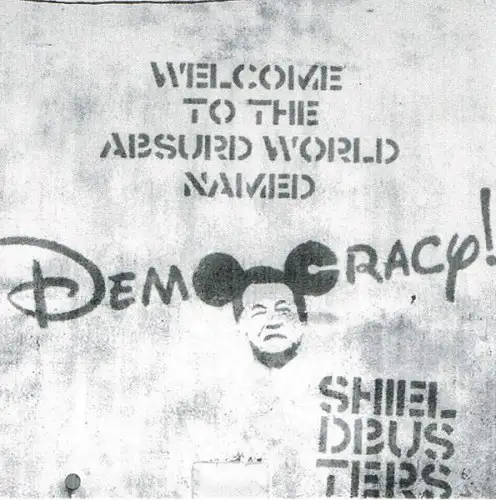 WELCOME
TO THE
ABSURD WORLD
NAMED
DEMOCRACY!
SHIEL
DBUS
TERS